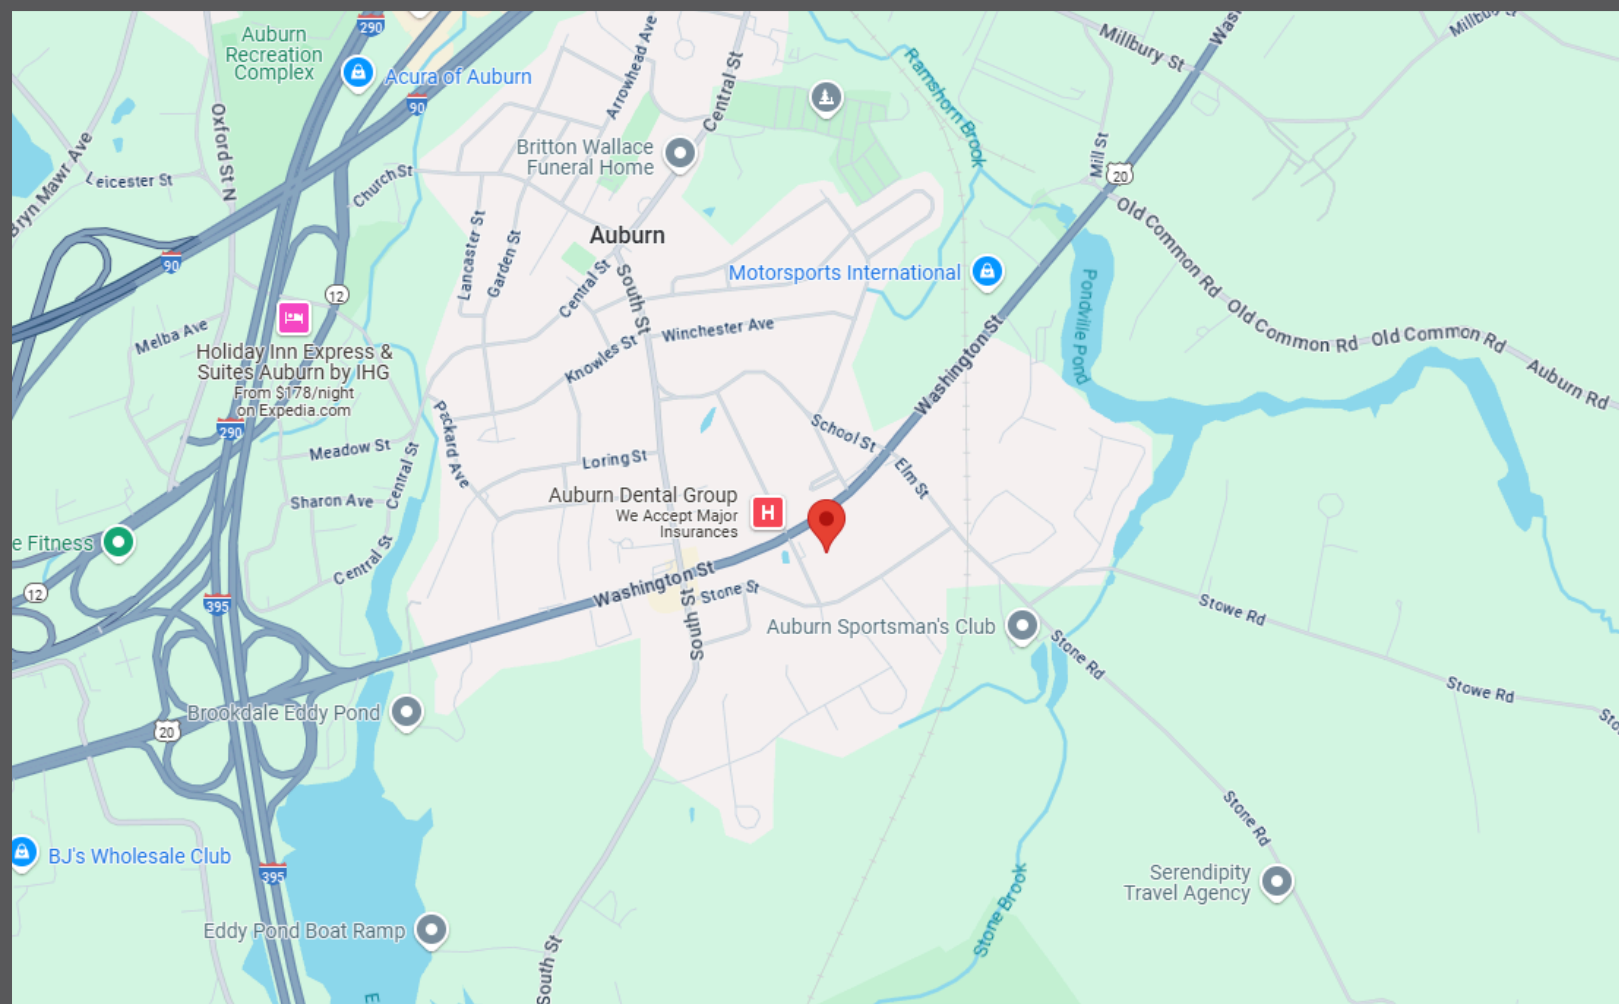 290
Auburn
Recreation
Complex
Acura of Auburn
90
Arrowhead Ave
Central St
Ramshorn Brook
Millbury St
Oxford St N
Bryn Mawr Ave
Leicester St
Church St
Britton Wallace
Funeral Home
Mill St
20
Old Common Rd
Old Common Rd
Old Common Rd
Auburn Rd
Lancaster St
Garden St
Auburn
Central St
South St
Motorsports International
Pondville Pond
90
12
Melba Ave
Holiday Inn Express &
Suites Auburn by IHG
From $178/night
on Expedia.com
Knowles St
Winchester Ave
Washington St
290
Packard Ave
Meadow St
Central St
Sharon Ave
Loring St
School St
Elm St
Auburn Dental Group
We Accept Major
Insurances
H
e Fitness
12
395
Central St
Washington St
Stone St
South St
Auburn Sportsman's Club
Stowe Rd
Stone Rd
Stowe Rd
Brookdale Eddy Pond
20
Stone Rd
BJ's Wholesale Club
395
Serendipity
Travel Agency
Eddy Pond Boat Ramp
Stone Brook
South St